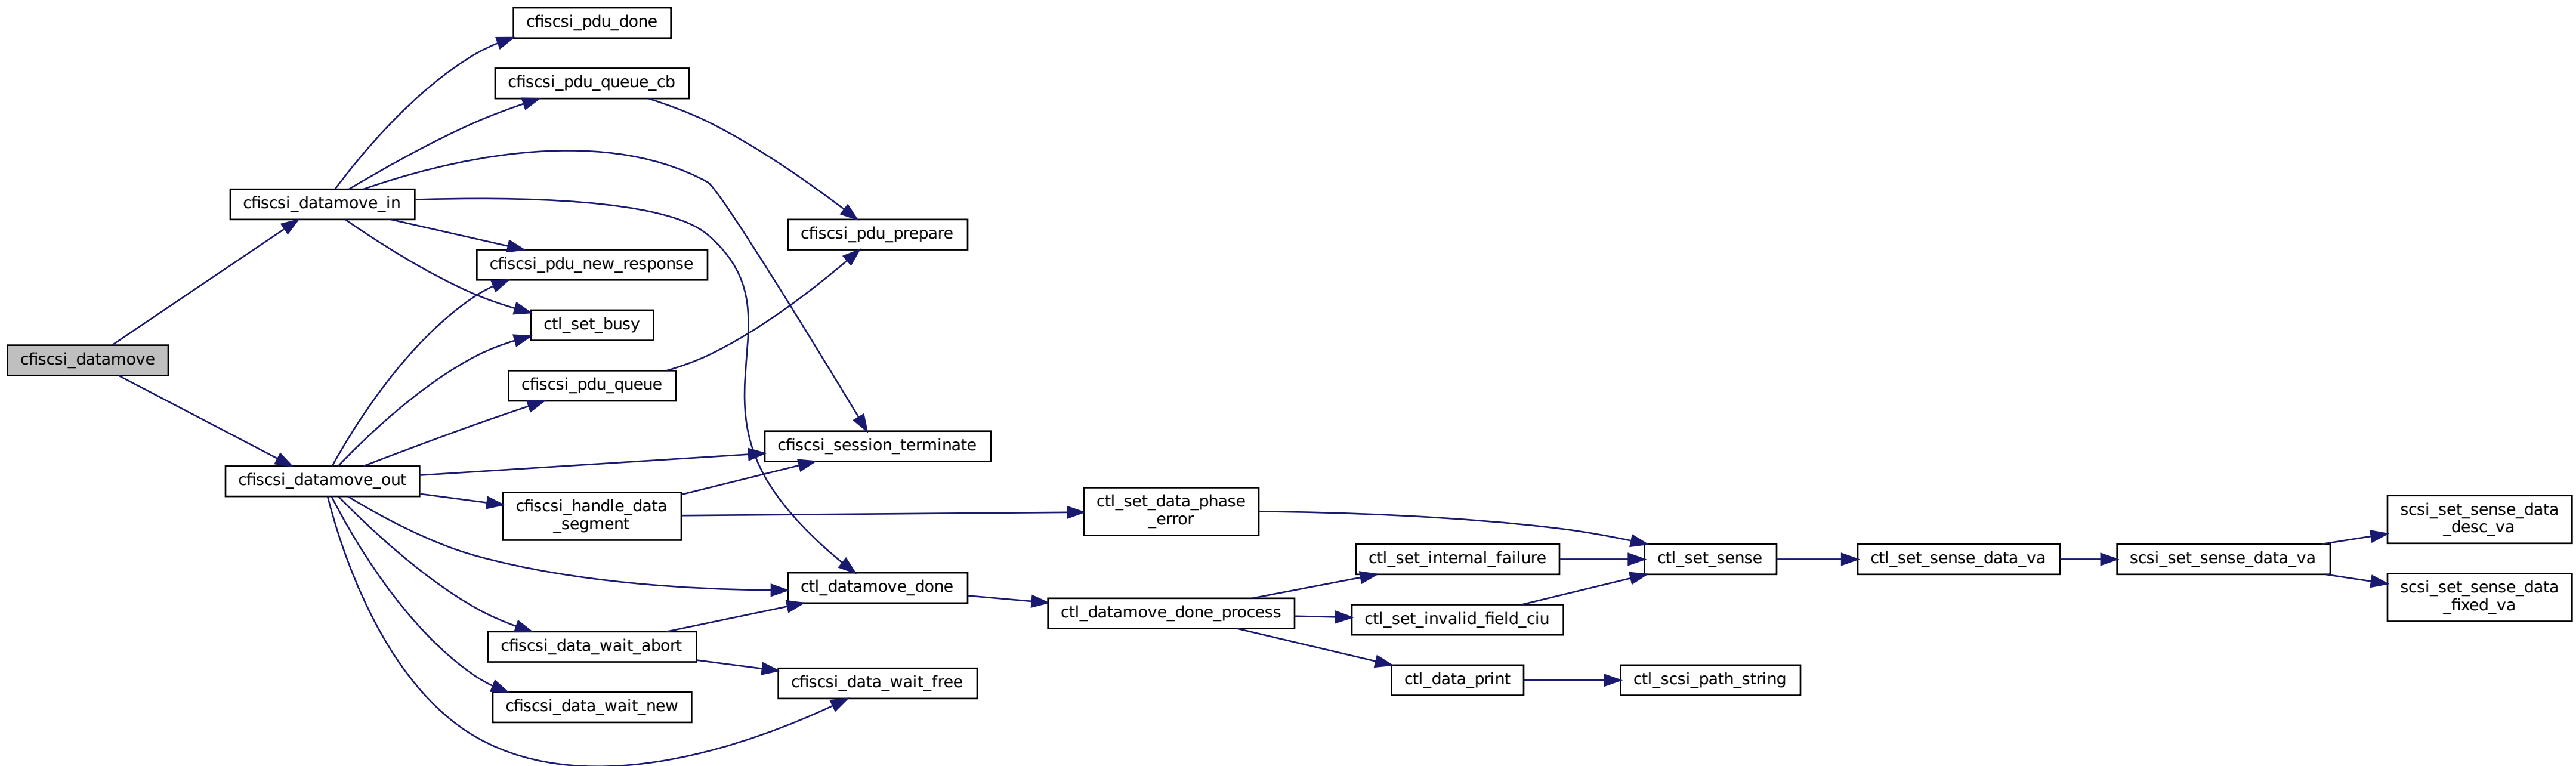 cfiscsi_pdu_done
cfiscsi_pdu_queue_cb
cfiscsi_datamove_in
cfiscsi_pdu_prepare
cfiscsi_pdu_new_response
ctl_set_busy
cfiscsi_datamove
cfiscsi_pdu_queue
cfiscsi_session_terminate
cfiscsi_datamove_out
cfiscsi_handle_data
_segment
ctl_set_data_phase
_error
scsi_set_sense_data
_desc_va
ctl_set_internal_failure
ctl_set_sense
ctl_set_sense_data_va
scsi_set_sense_data_va
ctl_datamove_done
scsi_set_sense_data
_fixed_va
ctl_datamove_done_process
ctl_set_invalid_field_ciu
cfiscsi_data_wait_abort
cfiscsi_data_wait_free
ctl_data_print
ctl_scsi_path_string
cfiscsi_data_wait_new